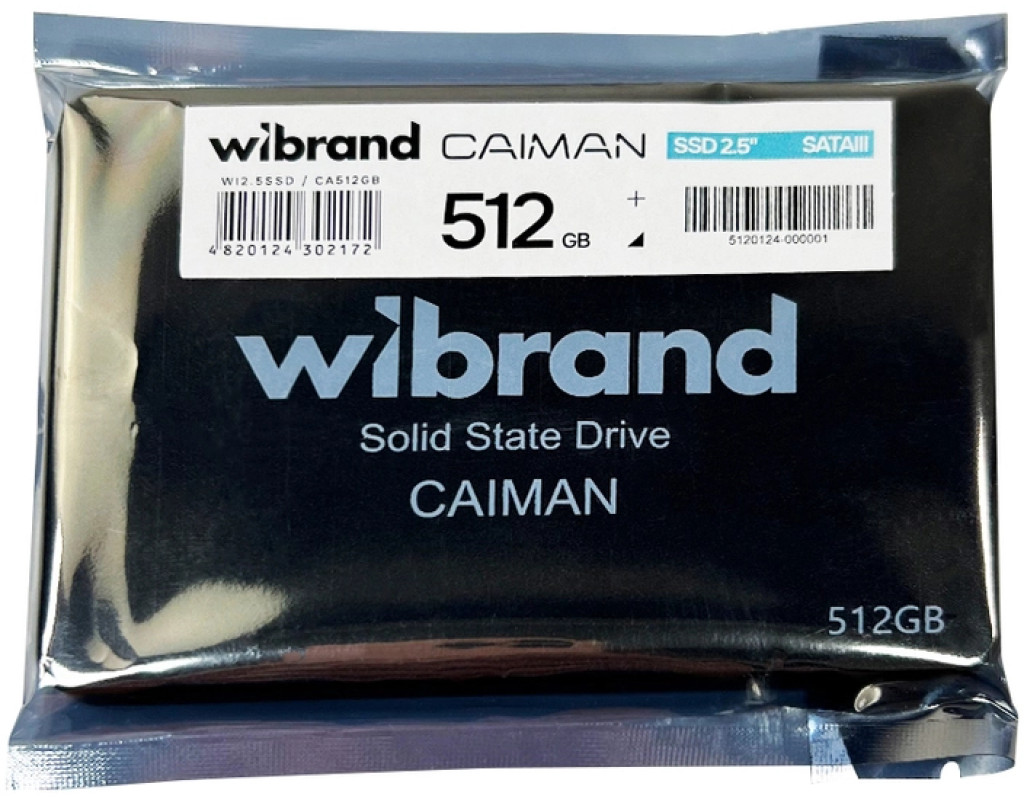 wibrand CAIMAN SSD 2.5" SATAIII
WI2.5SSD / CA512GB
512 GB
4 820124 302172
5120124-000001
wibrand
Solid State Drive
CAIMAN
512GB